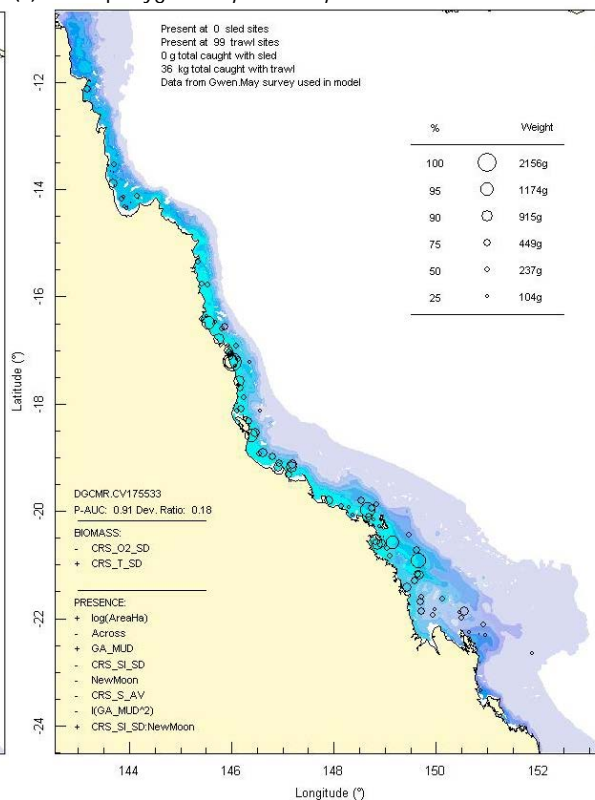 Present at 0 sled sites
Present at 99 trawl sites
0 g total caught with sled
36 kg total caught with trawl
Data from Gwen.May survey used in model
% Weight
100 2156g
95 1174g
90 915g
75 449g
50 237g
25 104g
-12
-14
-16
-18
-20
-22
-24
Latitude (°)
DGCMR.CV175533
P-AUC: 0.91 Dev. Ratio: 0.18
BIOMASS:
- CRS_O2_SD
+ CRS_T_SD
PRESENCE:
+ log(AreaHa)
- Across
+ GA_MUD
- CRS_SI_SD
- NewMoon
- CRS_S_AV
- I(GA_MUD^2)
+ CRS_SI_SD:NewMoon
144 146 148 150 152
Longitude (°)